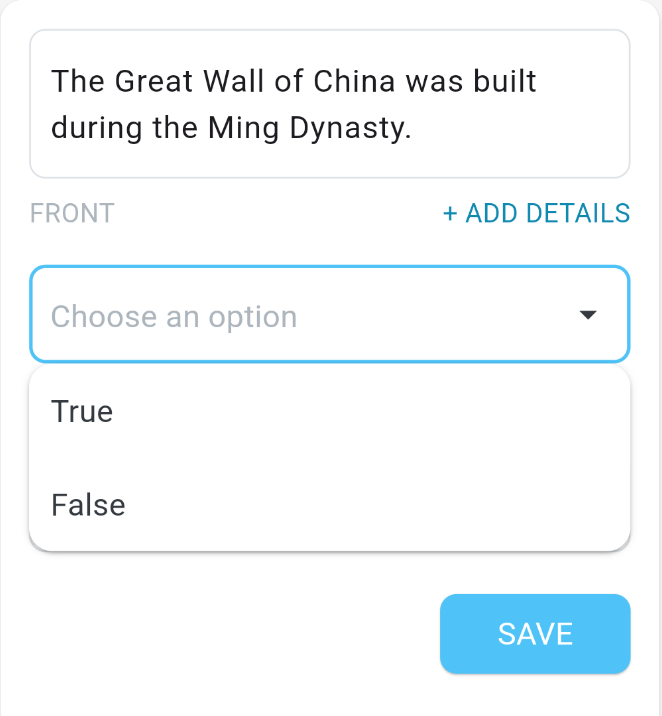 The Great Wall of China was built
during the Ming Dynasty.
FRONT
+ ADD DETAILS
Choose an option
True
False
SAVE